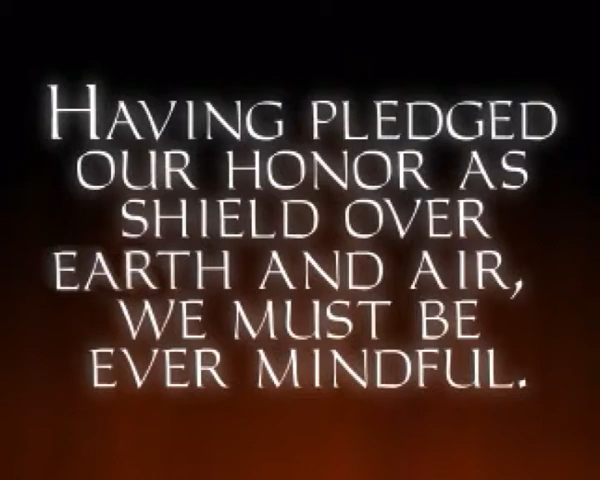 Having pledged
our honor as
shield over
earth and air,
we must be
ever mindful.